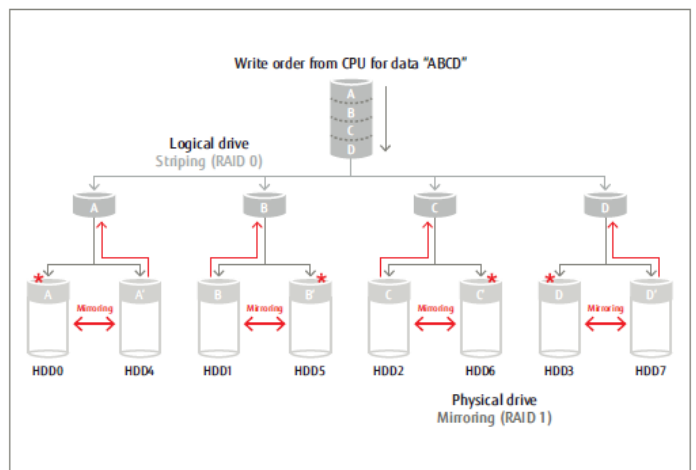 Write order from CPU for data “ABCD”
A
B
C
D
Logical drive
Striping (RAID 0)
A
B
C
D
* * * *
A A' B B' C C' D D'
Mirroring Mirroring Mirroring Mirroring
HDD0 HDD4 HDD1 HDD5 HDD2 HDD6 HDD3 HDD7
Physical drive
Mirroring (RAID 1)